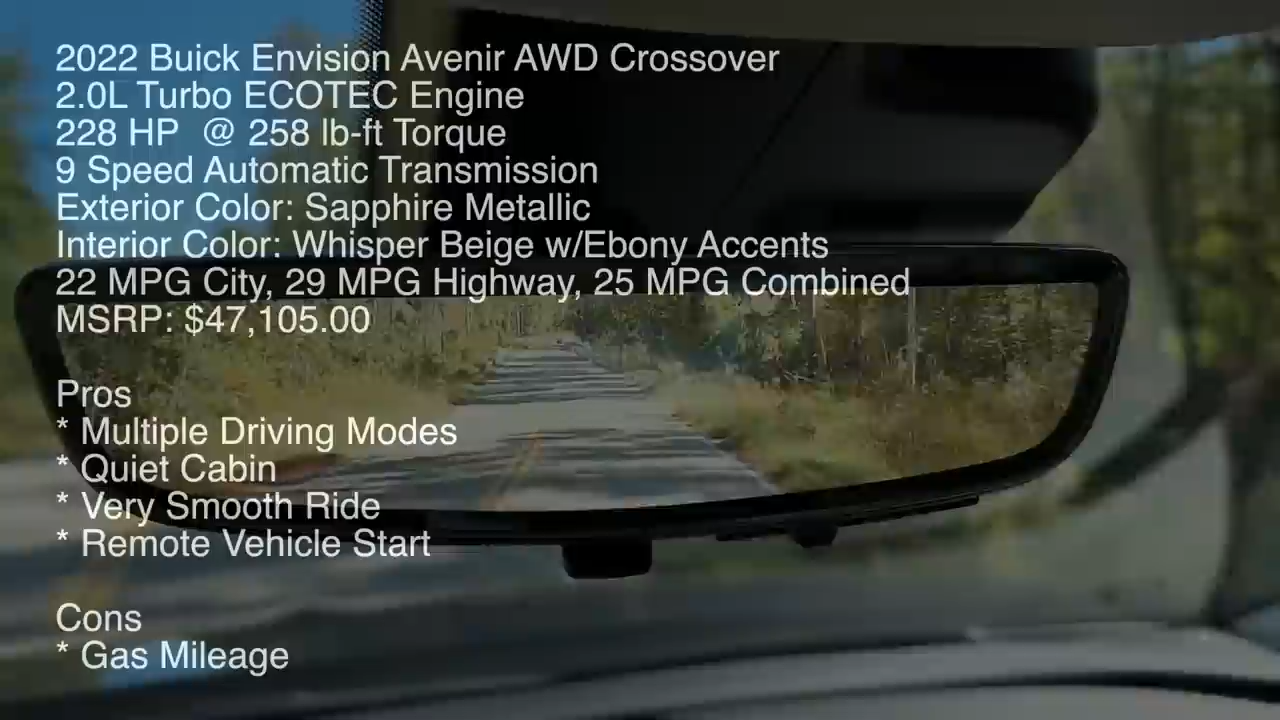 2022 Buick Envision Avenir AWD Crossover
2.0L Turbo ECOTEC Engine
228 HP  @ 258 lb-ft Torque
9 Speed Automatic Transmission
Exterior Color: Sapphire Metallic
Interior Color: Whisper Beige w/Ebony Accents
22 MPG City, 29 MPG Highway, 25 MPG Combined
MSRP: $47,105.00
Pros
* Multiple Driving Modes
* Quiet Cabin
* Very Smooth Ride
* Remote Vehicle Start
Cons
* Gas Mileage